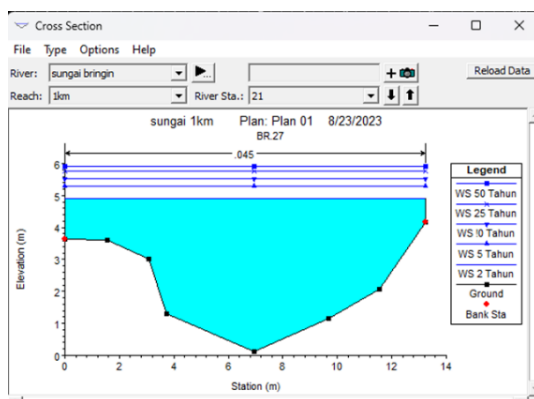 Cross Section
File Type Options Help
River: sungai bringin Reload Data
Reach: 1km River Sta.: 21
sungai 1km Plan: Plan 01 8/23/2023
BR.27
.045
Legend
WS 50 Tahun
WS 25 Tahun
WS !0 Tahun
WS 5 Tahun
WS 2 Tahun
Ground
Bank Sta
Elevation (m)
6
5
4
3
2
1
0
0 2 4 6 8 10 12 14
Station (m)